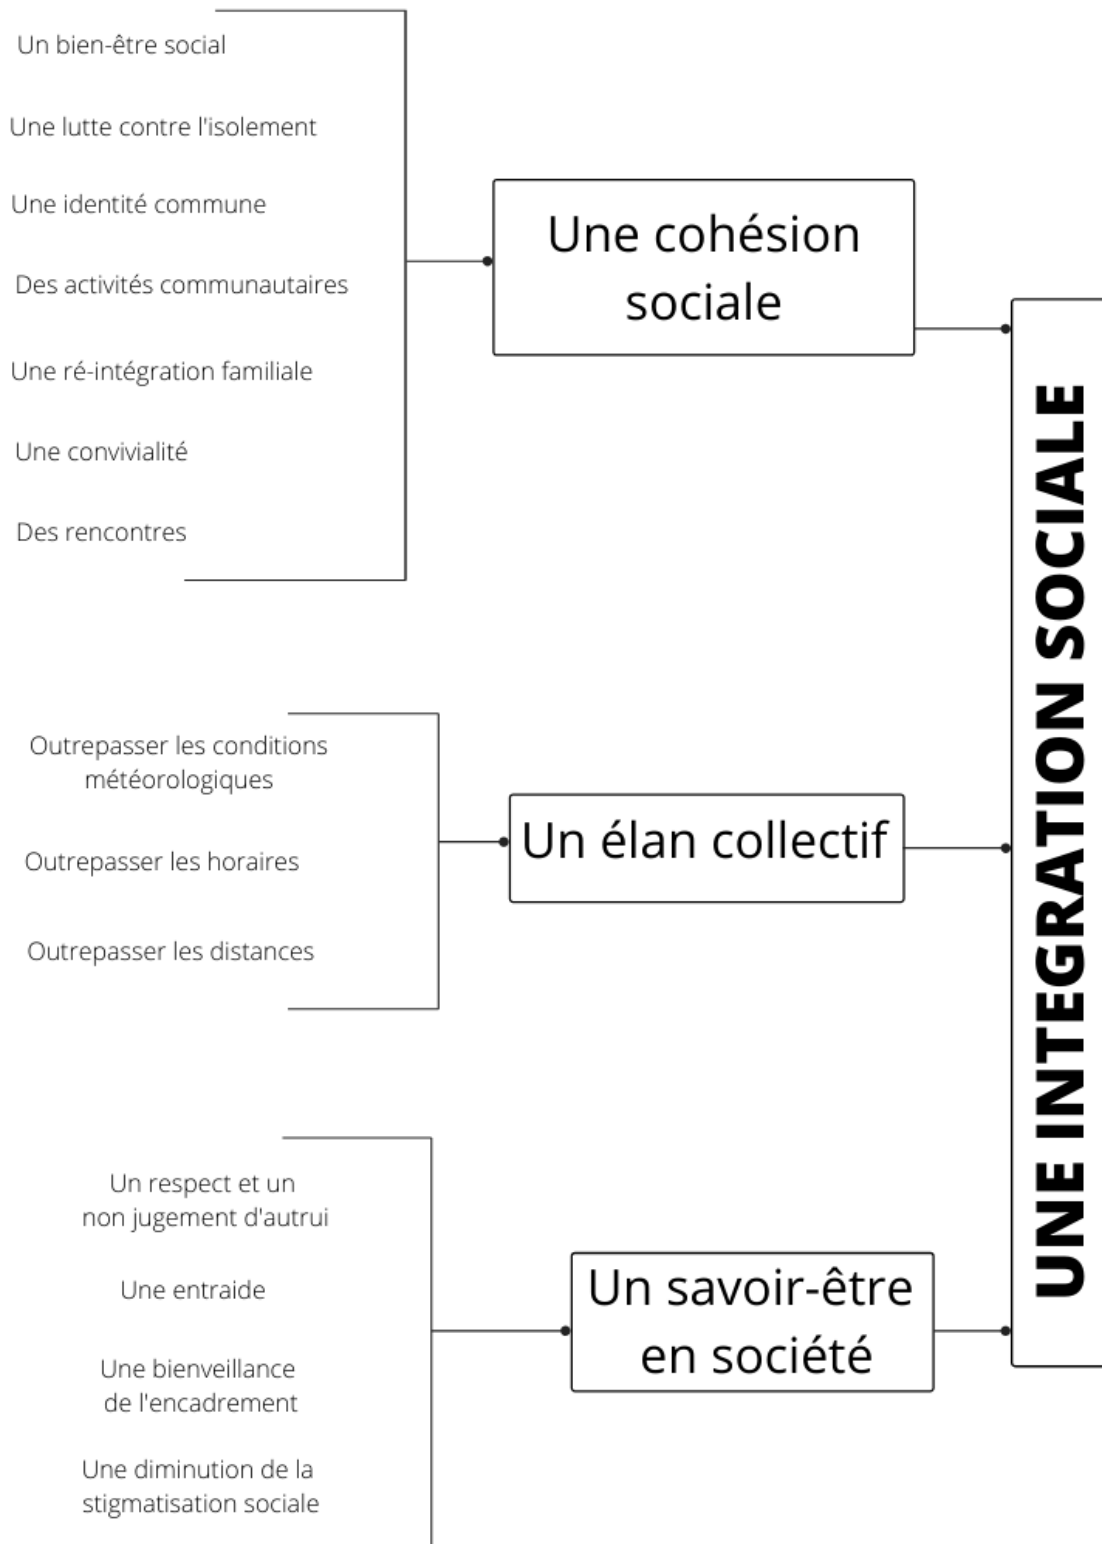 Un bien-être social
Une lutte contre l'isolement
Une identité commune
Des activités communautaires
Une ré-intégration familiale
Une convivialité
Des rencontres
Une cohésion
sociale
Outrepasser les conditions
météorologiques
Outrepasser les horaires
Outrepasser les distances
Un élan collectif
Un respect et un
non jugement d'autrui
Une entraide
Une bienveillance
de l'encadrement
Une diminution de la
stigmatisation sociale
Un savoir-être
en société
UNE INTEGRATION SOCIALE